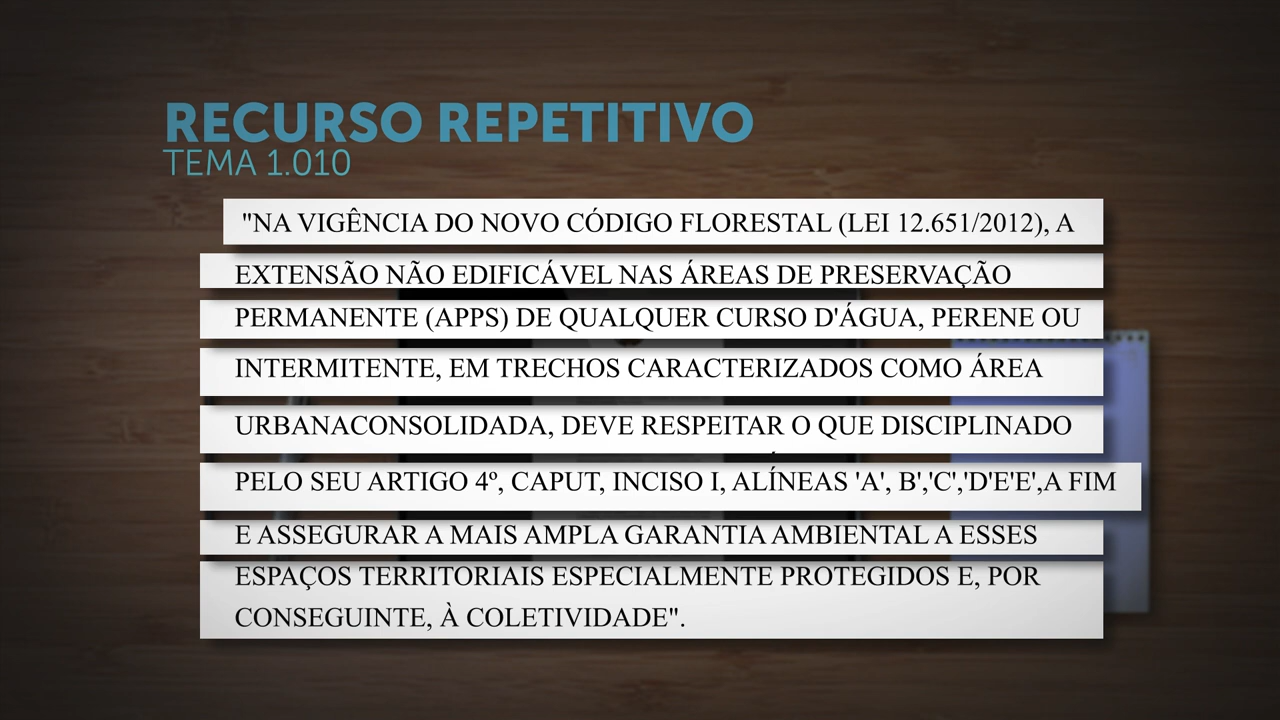 RECURSO REPETITIVO
TEMA 1.010
"NA VIGÊNCIA DO NOVO CÓDIGO FLORESTAL (LEI 12.651/2012), A
EXTENSÃO NÃO EDIFICÁVEL NAS ÁREAS DE PRESERVAÇÃO
PERMANENTE (APPS) DE QUALQUER CURSO D'ÁGUA, PERENE OU
INTERMITENTE, EM TRECHOS CARACTERIZADOS COMO ÁREA
URBANACONSOLIDADA, DEVE RESPEITAR O QUE DISCIPLINADO
PELO SEU ARTIGO 4º, CAPUT, INCISO I, ALÍNEAS 'A', B','C','D'E'E',A FIM
E ASSEGURAR A MAIS AMPLA GARANTIA AMBIENTAL A ESSES
ESPAÇOS TERRITORIAIS ESPECIALMENTE PROTEGIDOS E, POR
CONSEGUINTE, À COLETIVIDADE".